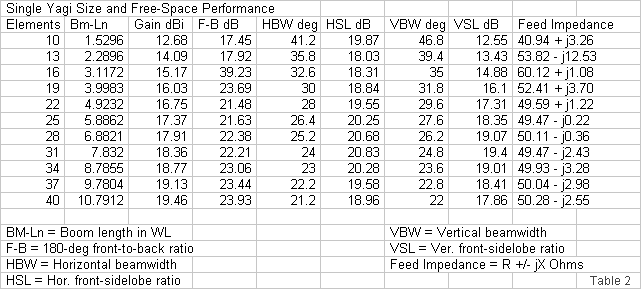 Single Yagi Size and Free-Space Performance
Elements Bm-Ln Gain dBi F-B dB HBW deg HSL dB VBW deg VSL dB Feed Impedance
10 1.5296 12.68 17.45 41.2 19.87 46.8 12.55 40.94 + j3.26
13 2.2896 14.09 17.92 35.8 18.03 39.4 13.43 53.82 - j12.53
16 3.1172 15.17 39.23 32.6 18.31 35 14.88 60.12 + j1.08
19 3.9983 16.03 23.69 30 18.84 31.8 16.1 52.41 + j3.70
22 4.9232 16.75 21.48 28 19.55 29.6 17.31 49.59 + j1.22
25 5.8862 17.37 21.63 26.4 20.25 27.6 18.35 49.47 - j0.22
28 6.8821 17.91 22.38 25.2 20.68 26.2 19.07 50.11 - j0.36
31 7.832 18.36 22.21 24 20.83 24.8 19.4 49.47 - j2.43
34 8.7855 18.77 23.06 23 20.28 23.6 19.01 49.93 - j3.28
37 9.7804 19.13 23.44 22.2 19.58 22.8 18.41 50.04 - j2.98
40 10.7912 19.46 23.93 21.2 18.96 22 17.86 50.28 - j2.55
BM-Ln = Boom length in WL VBW = Vertical beamwidth
F-B = 180-deg front-to-back ratio VSL = Ver. front-sidelobe ratio
HBW = Horizontal beamwidth Feed Impedance = R +/- jX Ohms
HSL = Hor. front-sidelobe ratio Table 2